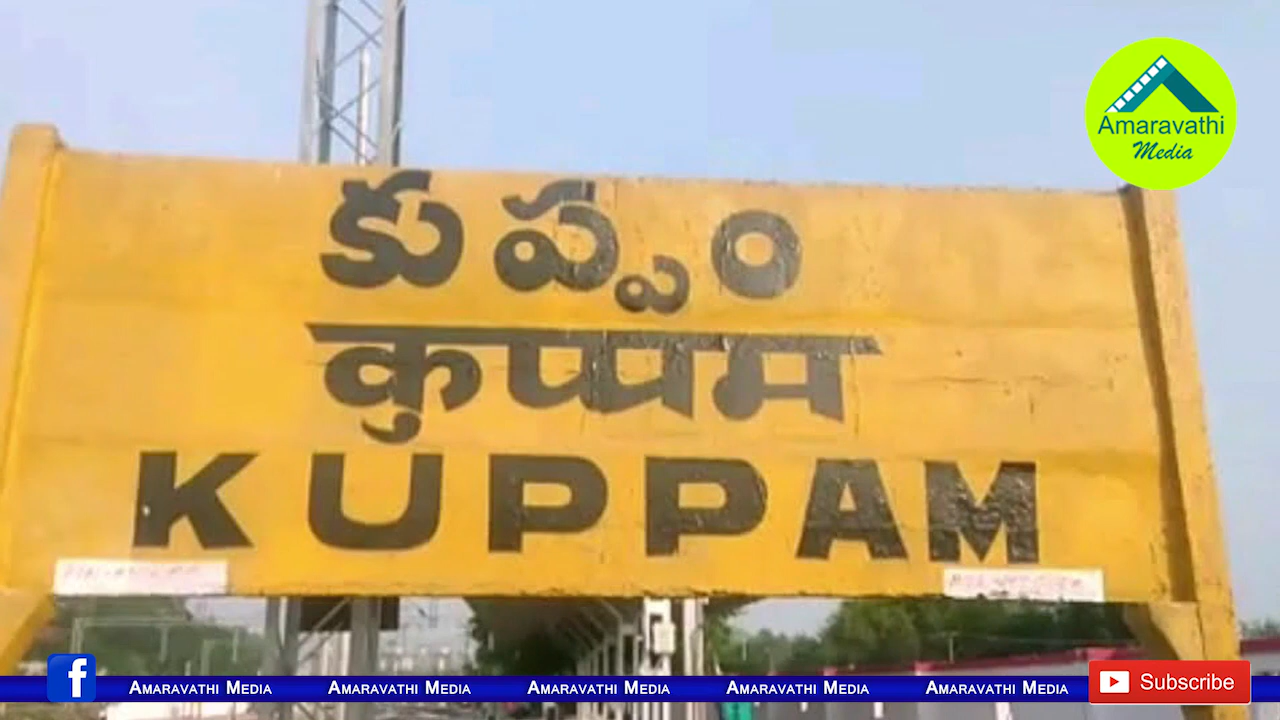 Amaravathi
Media
కుప్పం
कुप्पम
KUPPAM
f AMARAVATHI MEDIA AMARAVATHI MEDIA AMARAVATHI MEDIA AMARAVATHI MEDIA AMARAVATHI MEDIA Subscribe